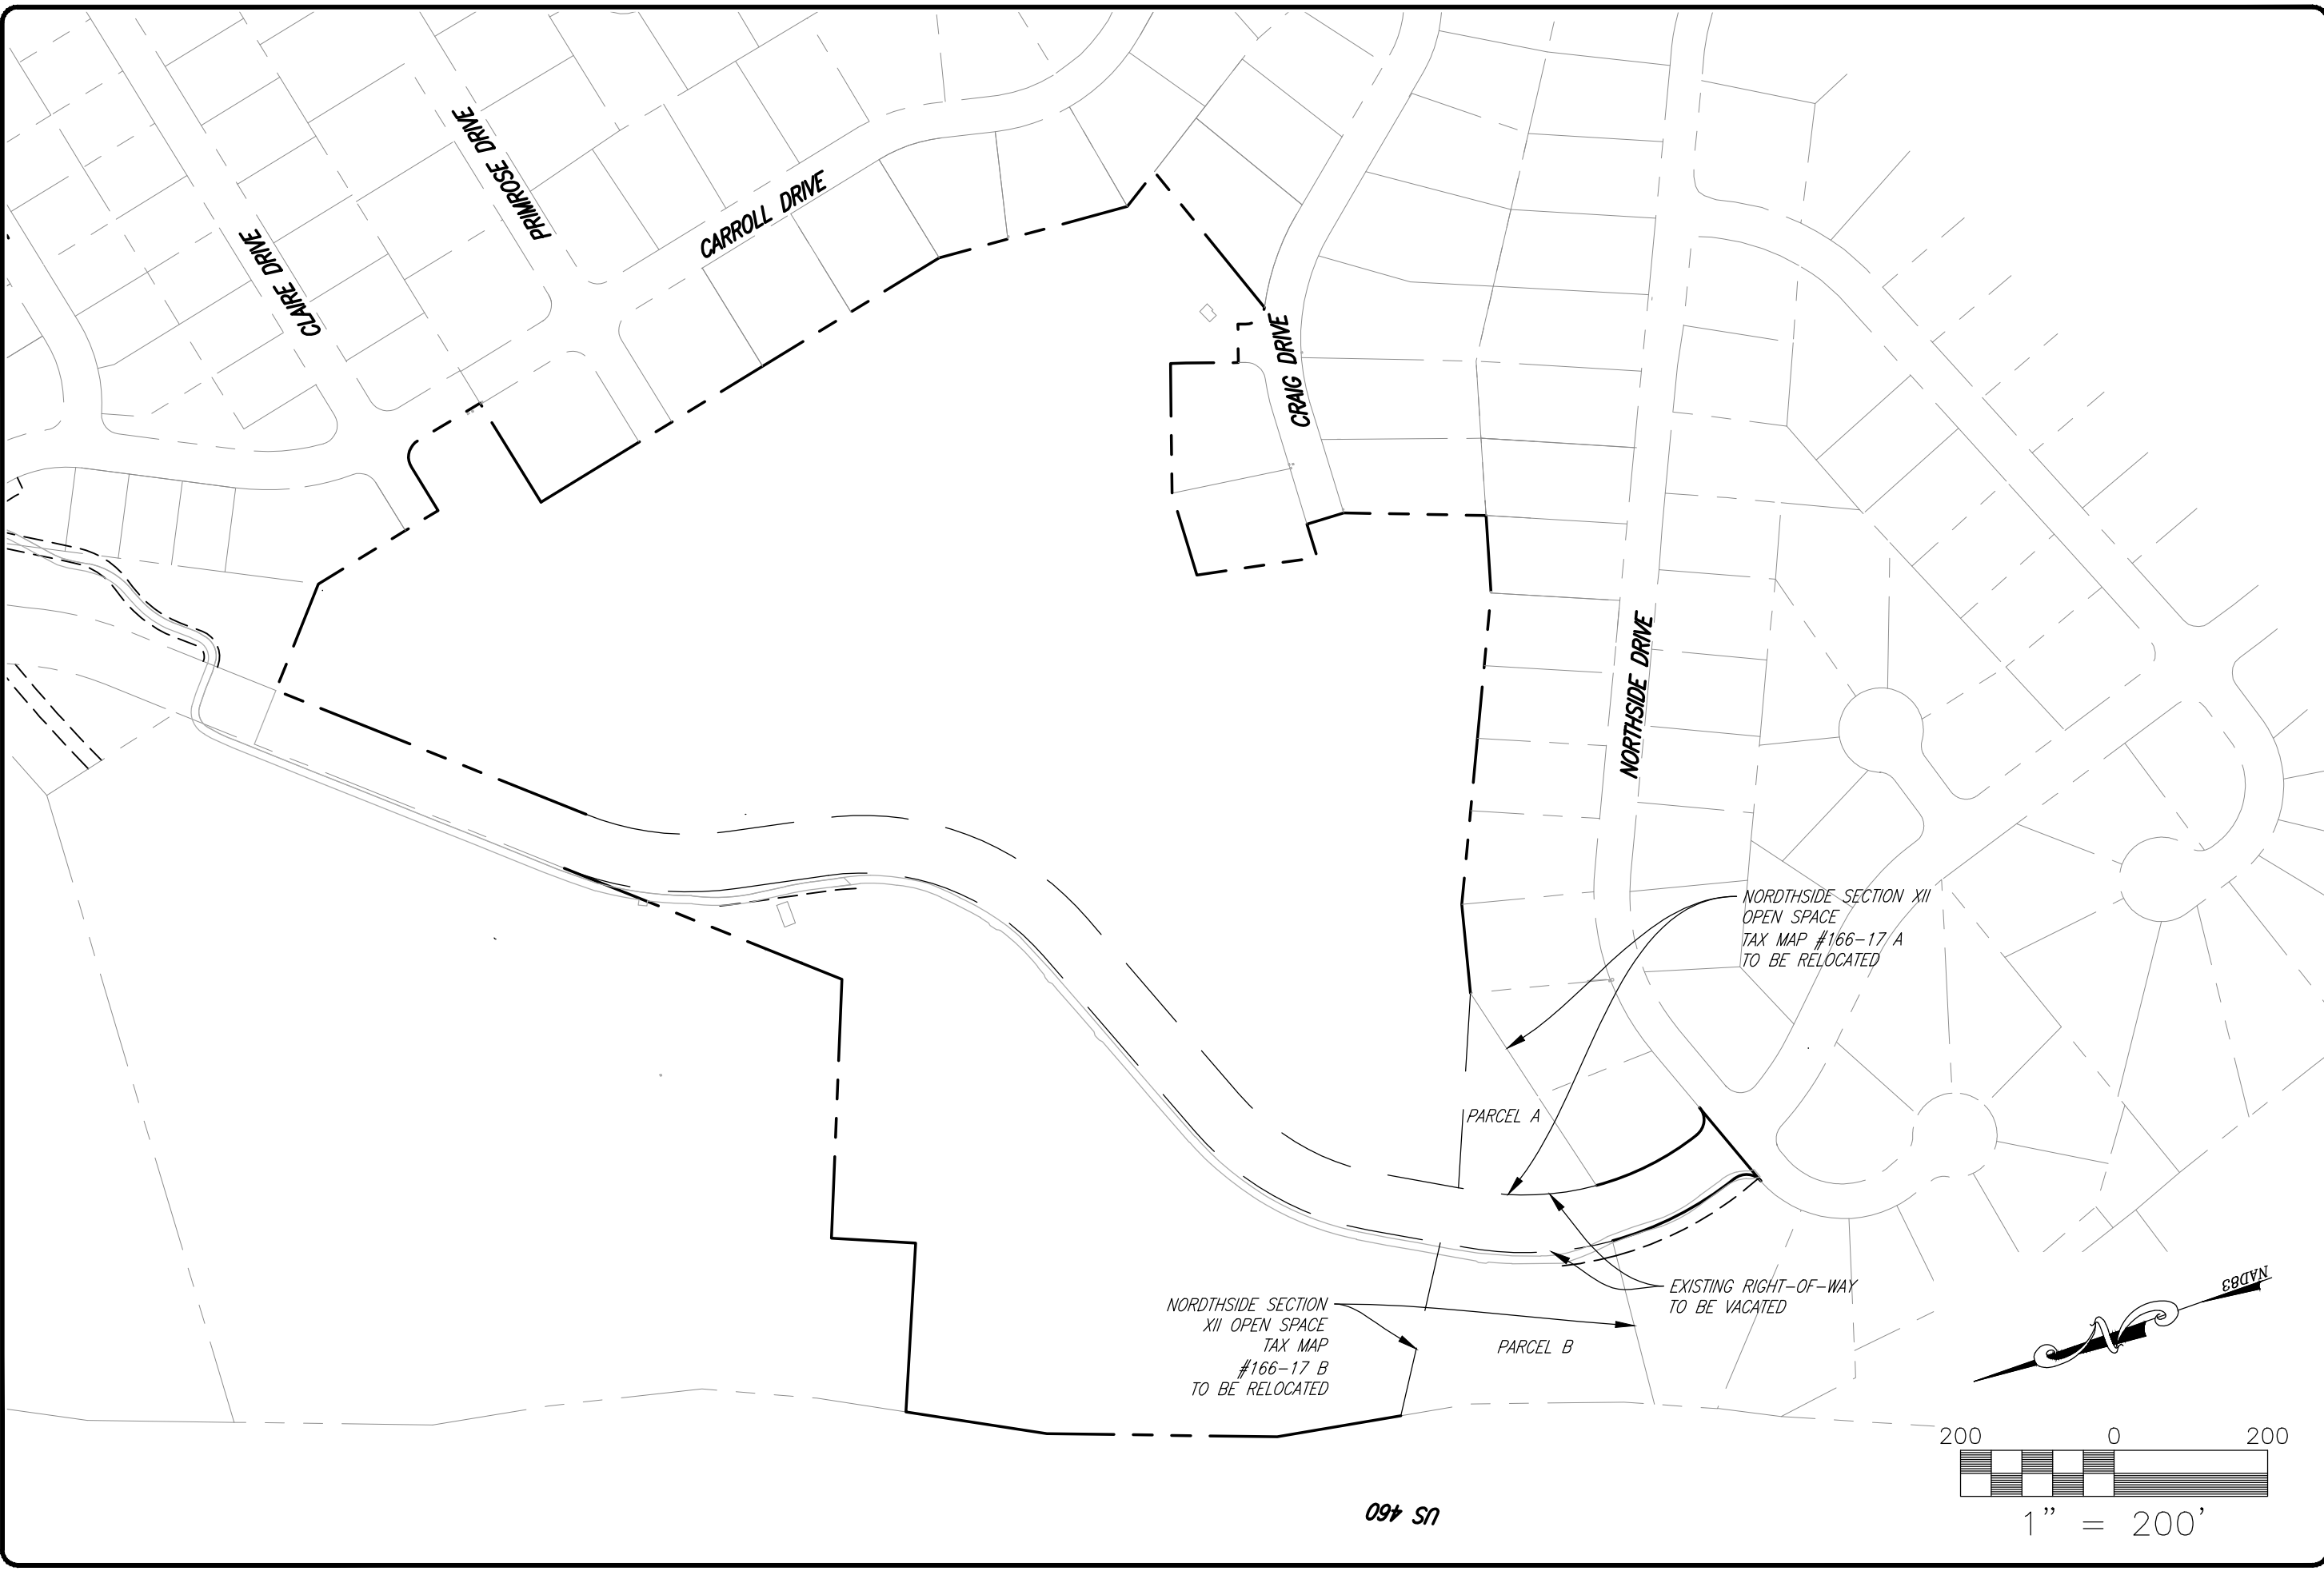 PRIMROSE DRIVE
CARROLL DRIVE
CLAIRE DRIVE
CRAIG DRIVE
NORTHSIDE DRIVE
NORDTHSIDE SECTION XII
OPEN SPACE
TAX MAP #166-17 A
TO BE RELOCATED
PARCEL A
EXISTING RIGHT-OF-WAY
TO BE VACATED
NORDTHSIDE SECTION
XII OPEN SPACE
TAX MAP
#166-17 B
TO BE RELOCATED
PARCEL B
NAD83
N
200 0 200
1" = 200'
US 460